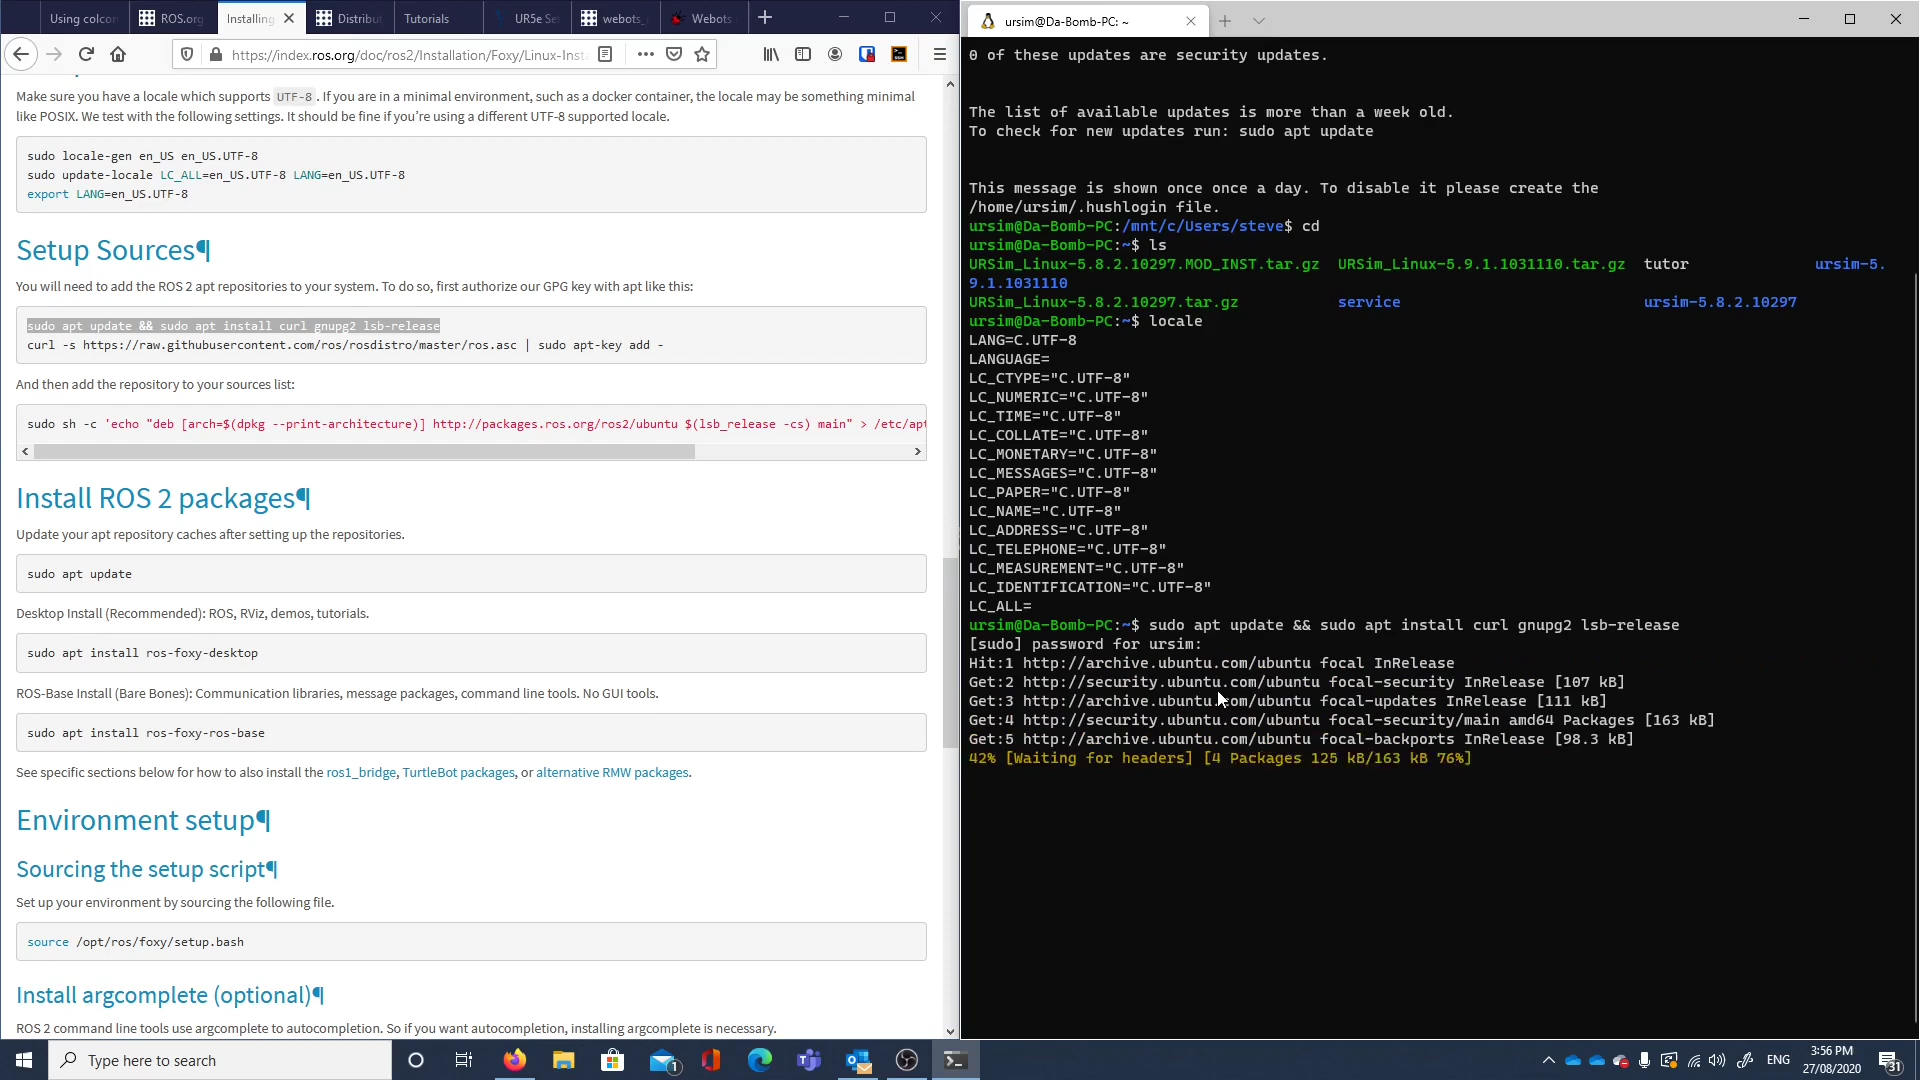 Using colcon
ROS.org
Installing
Distribut
Tutorials
UR5e Se
webots_
Webots
https://index.ros.org/doc/ros2/Installation/Foxy/Linux-Inst
Make sure you have a locale which supports UTF-8 . If you are in a minimal environment, such as a docker container, the locale may be something minimal
like POSIX. We test with the following settings. It should be fine if you're using a different UTF-8 supported locale.
sudo locale-gen en_US en_US.UTF-8
sudo update-locale LC_ALL=en_US.UTF-8 LANG=en_US.UTF-8
export LANG=en_US.UTF-8
Setup Sources¶
You will need to add the ROS 2 apt repositories to your system. To do so, first authorize our GPG key with apt like this:
sudo apt update && sudo apt install curl gnupg2 lsb-release
curl -s https://raw.githubusercontent.com/ros/rosdistro/master/ros.asc | sudo apt-key add -
And then add the repository to your sources list:
sudo sh -c 'echo "deb [arch=$(dpkg --print-architecture)] http://packages.ros.org/ros2/ubuntu $(lsb_release -cs) main" > /etc/apt
Install ROS 2 packages¶
Update your apt repository caches after setting up the repositories.
sudo apt update
Desktop Install (Recommended): ROS, RViz, demos, tutorials.
sudo apt install ros-foxy-desktop
ROS-Base Install (Bare Bones): Communication libraries, message packages, command line tools. No GUI tools.
sudo apt install ros-foxy-ros-base
See specific sections below for how to also install the ros1_bridge, TurtleBot packages, or alternative RMW packages.
Environment setup¶
Sourcing the setup script¶
Set up your environment by sourcing the following file.
source /opt/ros/foxy/setup.bash
Install argcomplete (optional)¶
ROS 2 command line tools use argcomplete to autocompletion. So if you want autocompletion, installing argcomplete is necessary.
ursim@Da-Bomb-PC: ~
0 of these updates are security updates.
The list of available updates is more than a week old.
To check for new updates run: sudo apt update
This message is shown once once a day. To disable it please create the
/home/ursim/.hushlogin file.
ursim@Da-Bomb-PC:/mnt/c/Users/steve$ cd
ursim@Da-Bomb-PC:~$ ls
URSim_Linux-5.8.2.10297.MOD_INST.tar.gz URSim_Linux-5.9.1.1031110.tar.gz tutor ursim-5.
9.1.1031110
URSim_Linux-5.8.2.10297.tar.gz service ursim-5.8.2.10297
ursim@Da-Bomb-PC:~$ locale
LANG=C.UTF-8
LANGUAGE=
LC_CTYPE="C.UTF-8"
LC_NUMERIC="C.UTF-8"
LC_TIME="C.UTF-8"
LC_COLLATE="C.UTF-8"
LC_MONETARY="C.UTF-8"
LC_MESSAGES="C.UTF-8"
LC_PAPER="C.UTF-8"
LC_NAME="C.UTF-8"
LC_ADDRESS="C.UTF-8"
LC_TELEPHONE="C.UTF-8"
LC_MEASUREMENT="C.UTF-8"
LC_IDENTIFICATION="C.UTF-8"
LC_ALL=
ursim@Da-Bomb-PC:~$ sudo apt update && sudo apt install curl gnupg2 lsb-release
[sudo] password for ursim:
Hit:1 http://archive.ubuntu.com/ubuntu focal InRelease
Get:2 http://security.ubuntu.com/ubuntu focal-security InRelease [107 kB]
Get:3 http://archive.ubuntu.com/ubuntu focal-updates InRelease [111 kB]
Get:4 http://security.ubuntu.com/ubuntu focal-security/main amd64 Packages [163 kB]
Get:5 http://archive.ubuntu.com/ubuntu focal-backports InRelease [98.3 kB]
42% [Waiting for headers] [4 Packages 125 kB/163 kB 76%]
Type here to search
1
ENG
3:56 PM
27/08/2020
31